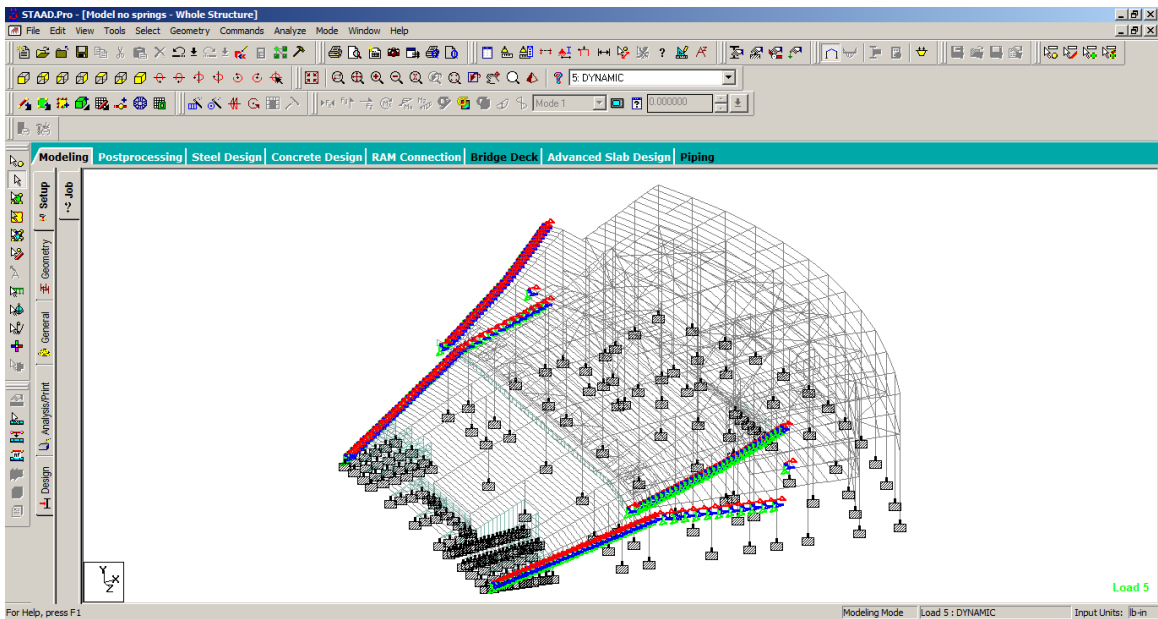 STAAD.Pro - [Model no springs - Whole Structure]
File Edit View Tools Select Geometry Commands Analyze Mode Window Help
5: DYNAMIC
Mode 1 0.000000
Modeling Postprocessing Steel Design Concrete Design RAM Connection Bridge Deck Advanced Slab Design Piping
Setup
Job
Geometry
General
Analysis/Print
Design
Y
X
Z
Load 5
For Help, press F1 Modeling Mode Load 5 : DYNAMIC Input Units: lb-in